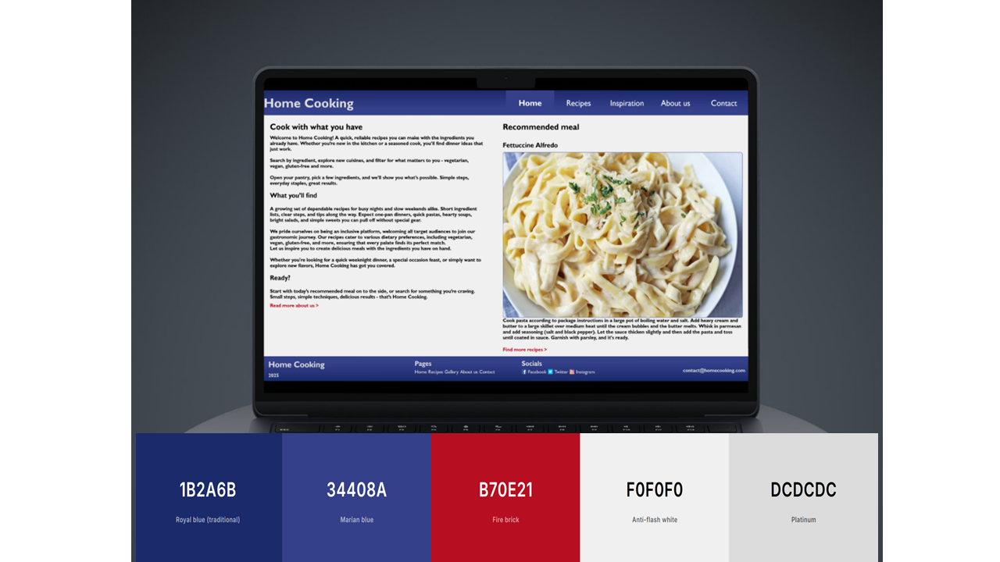 Home Cooking
Home Recipes Inspiration About us Contact
Cook with what you have
Welcome to Home Cooking! A quick, reliable recipes you can make with the ingredients you
already have. Whether you're new in the kitchen or a seasoned cook, you'll find dinner ideas that
just work.
Search by ingredient, explore new cuisines, and filter for what matters to you - vegetarian,
vegan, gluten-free and more.
Open your pantry, pick a few ingredients, and we'll show you what's possible. Simple steps,
everyday staples, great results.
What you'll find
A growing set of dependable recipes for busy nights and slow weekends alike. Short ingredient
lists, clear steps, and tips along the way. Expect one-pan dinners, quick pastas, hearty soups,
bright salads, and simple sweets you can pull off without special gear.
We pride ourselves on being an inclusive platform, welcoming all target audiences to join our
gastronomic journey. Our recipes cater to various dietary preferences, including vegetarian,
vegan, gluten-free, and more, ensuring that every palate finds its perfect match.
Let us inspire you to create delicious meals with the ingredients you have on hand.
Whether you're looking for a quick weeknight dinner, a special occasion feast, or simply want to
explore new flavors, Home Cooking has got you covered.
Ready?
Start with today's recommended meal on to the side, or search for something you're craving.
Small steps, simple techniques, delicious results - that's Home Cooking.
Read more about us >
Recommended meal
Fettuccine Alfredo
Cook pasta according to package instructions in a large pot of boiling water and salt. Add heavy cream and
butter to a large skillet over medium heat until the cream bubbles and the butter melts. Whisk in parmesan
and add seasoning (salt and black pepper). Let the sauce thicken slightly and then add the pasta and toss
until coated in sauce. Garnish with parsley, and it's ready.
Find more recipes >
Home Cooking
2025
Pages
Home Recipes Gallery About us Contact
Socials
Facebook Twitter Instagram
contact@homecooking.com
1B2A6B
Royal blue (traditional)
34408A
Marian blue
B70E21
Fire brick
F0F0F0
Anti-flash white
DCDCDC
Platinum